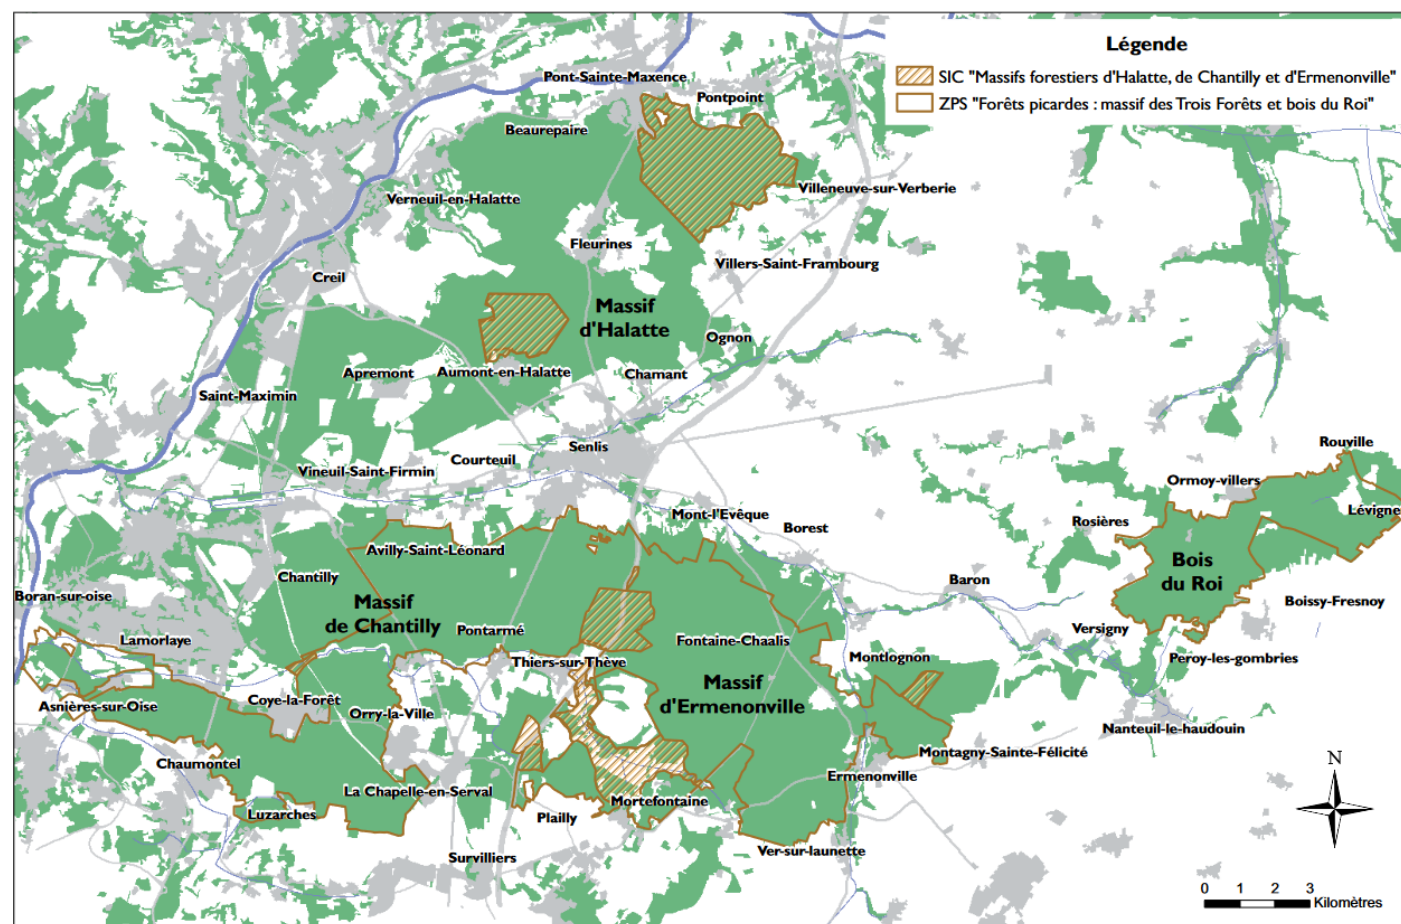 Légende
SIC "Massifs forestiers d'Halatte, de Chantilly et d'Ermenonville"
ZPS "Forêts picardes : massif des Trois Forêts et bois du Roi"
Pont-Sainte-Maxence
Pontpoint
Beaurepaire
Verneuil-en-Halatte
Villeneuve-sur-Verberie
Fleurines
Villers-Saint-Frambourg
Creil
Massif
d'Halatte
Ognon
Apremont
Aumont-en-Halatte
Chamant
Saint-Maximin
Senlis
Courteuil
Vineuil-Saint-Firmin
Rouville
Ormoy-villers
Lévignen
Mont-l'Evêque
Borest
Rosières
Avilly-Saint-Léonard
Chantilly
Bois
du Roi
Baron
Boran-sur-oise
Massif
de Chantilly
Boissy-Fresnoy
Lamorlaye
Pontarmé
Fontaine-Chaalis
Versigny
Thiers-sur-Thève
Montlognon
Peroy-les-gombries
Massif
d'Ermenonville
Coye-la-Forêt
Asnières-sur-Oise
Orry-la-Ville
Nanteuil-le-haudouin
Montagny-Sainte-Félicité
Chaumontel
Ermenonville
La Chapelle-en-Serval
Mortefontaine
Luzarches
Plailly
Ver-sur-launette
Survilliers
N
0 1 2 3
Kilomètres